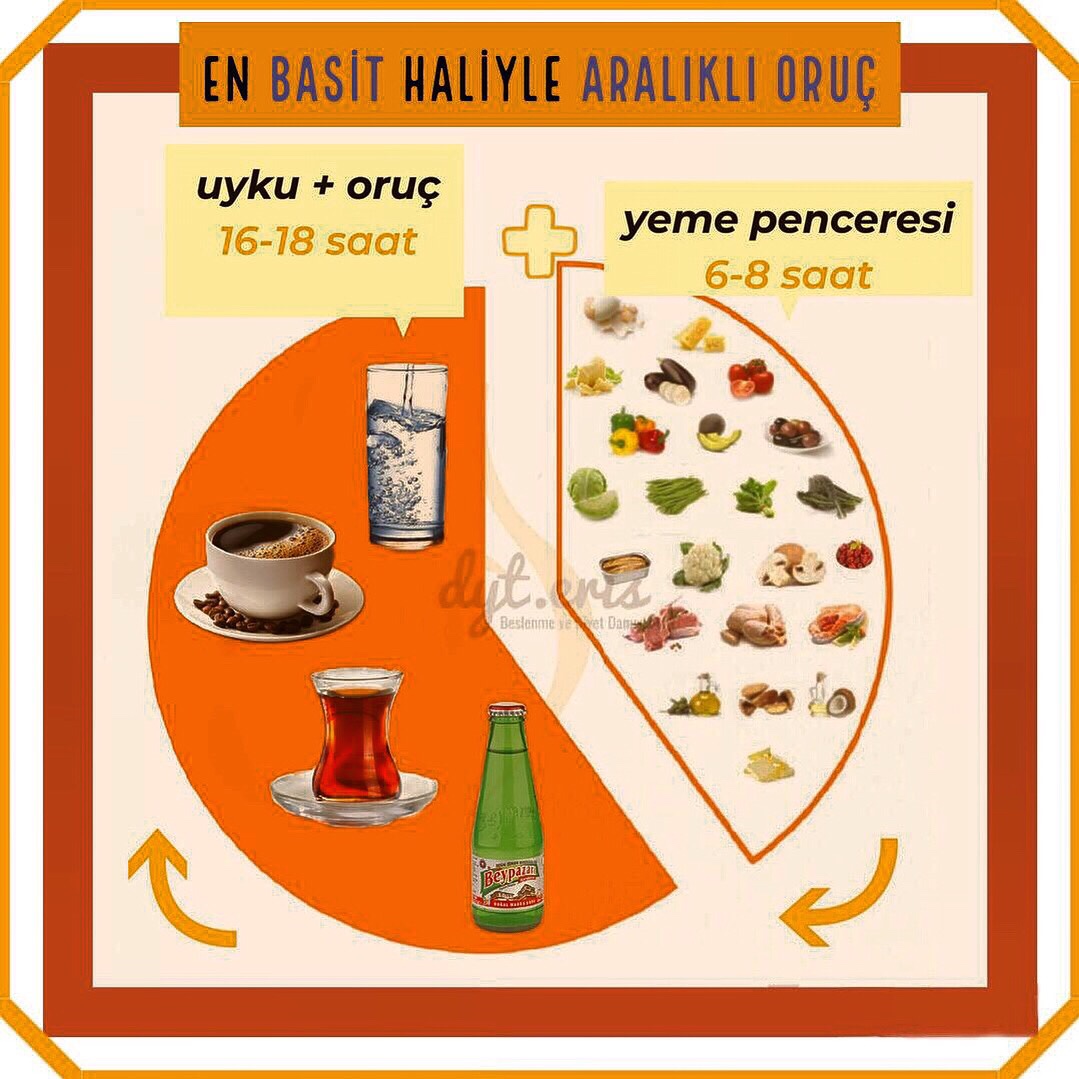 EN BASİT HALİYLE ARALIKLI ORUÇ
uyku + oruç
16-18 saat
yeme penceresi
6-8 saat
dyt.cris
Beslenme ve
Beypazarı